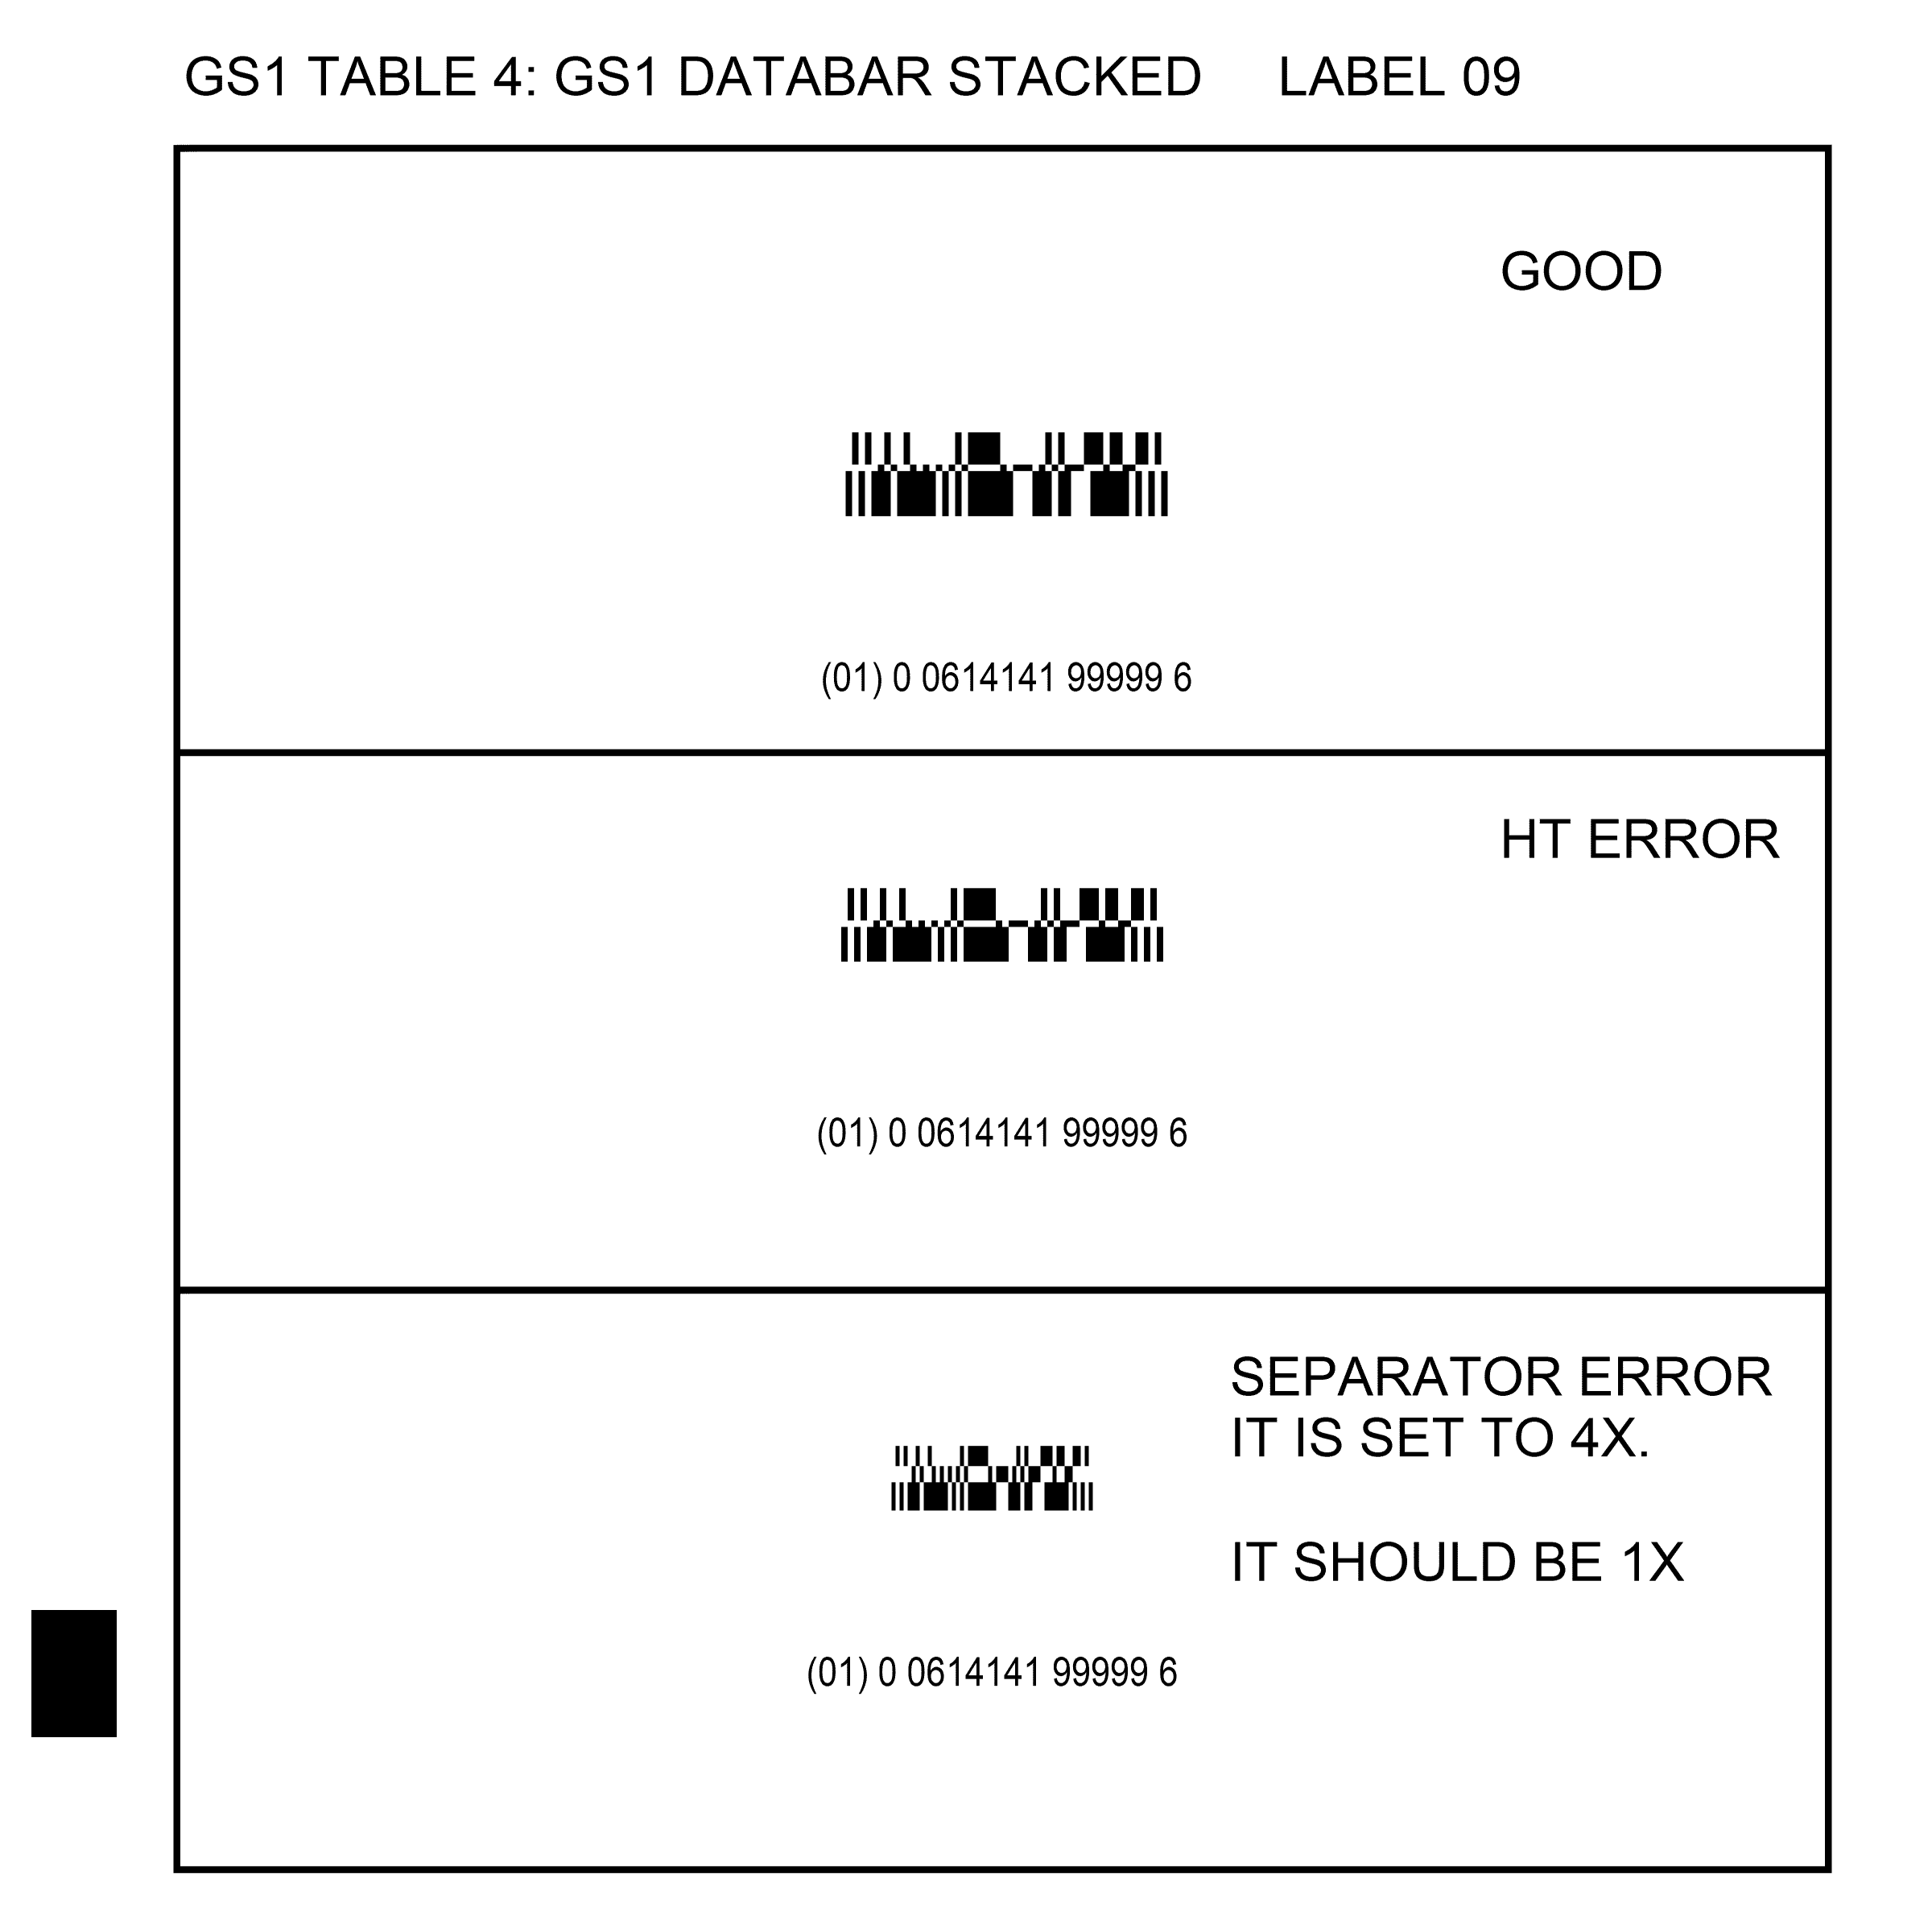 GS1 TABLE 4: GS1 DATABAR STACKED LABEL 09
GOOD
(01) 0 0614141 99999 6
HT ERROR
(01) 0 0614141 99999 6
SEPARATOR ERROR
IT IS SET TO 4X.
IT SHOULD BE 1X
(01) 0 0614141 99999 6